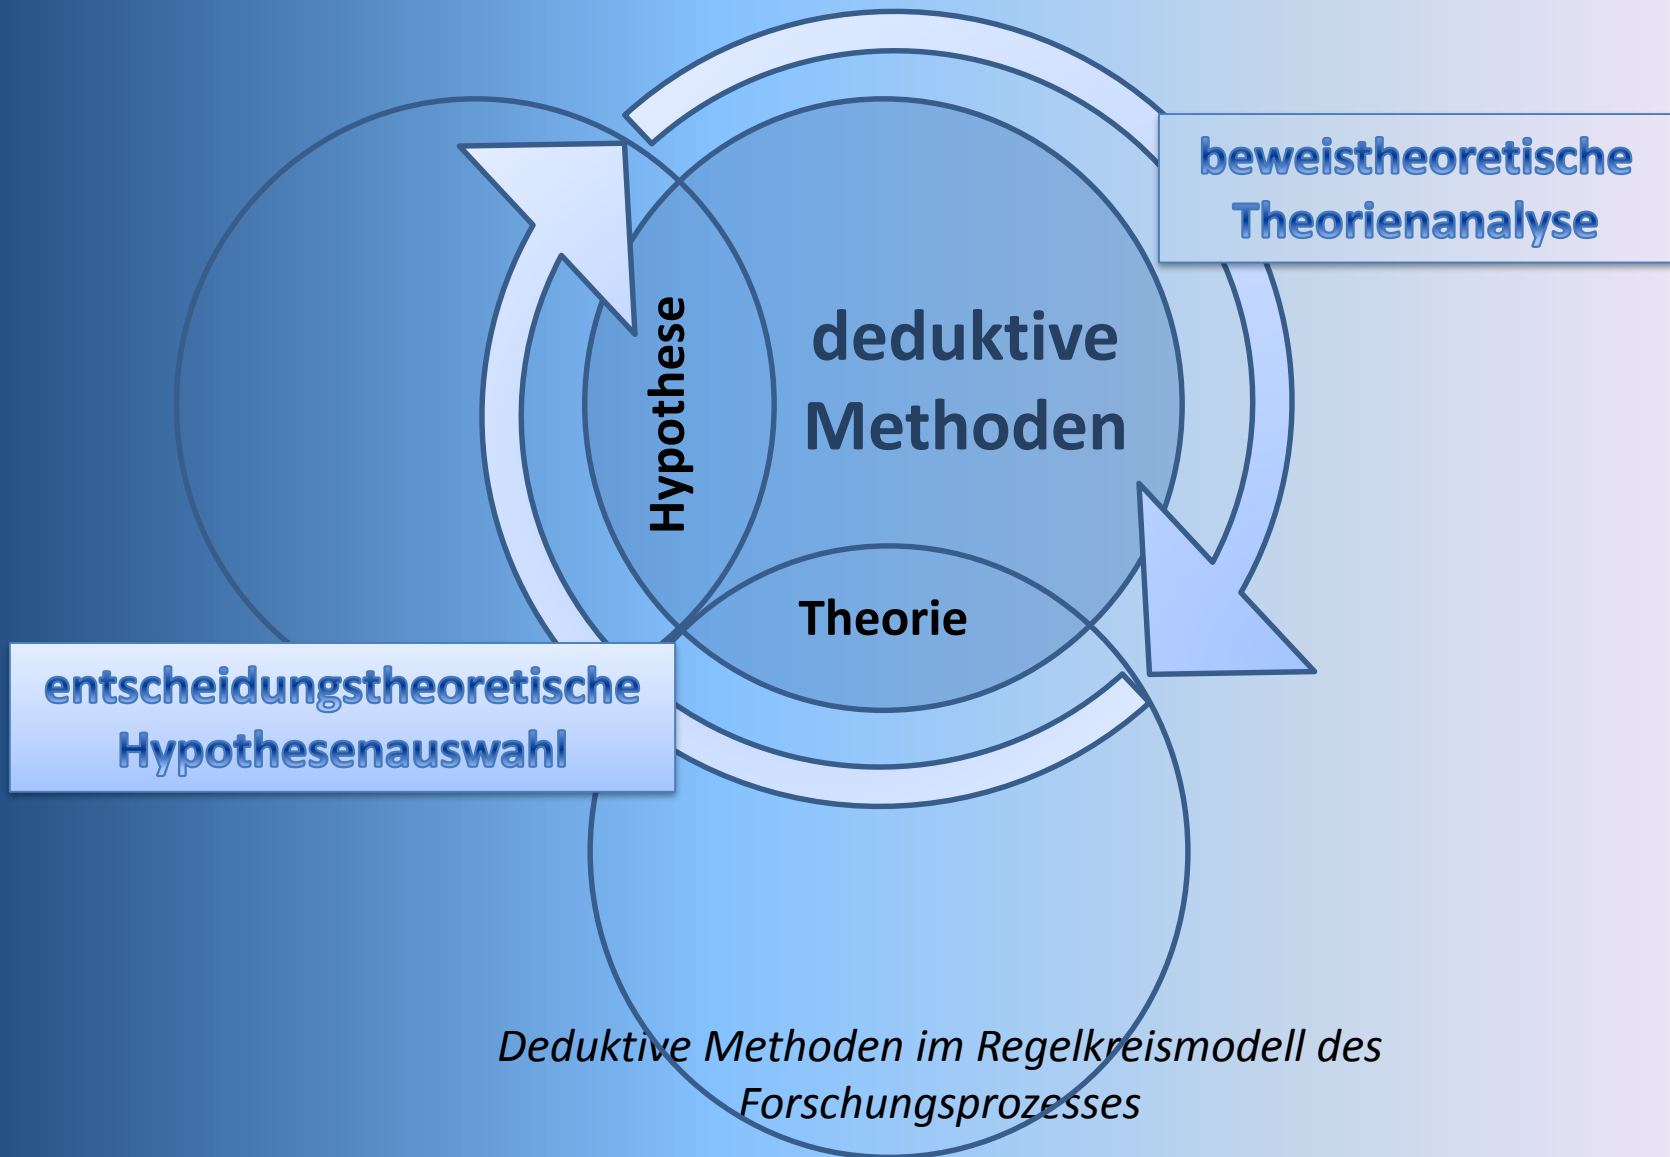 beweistheoretische
Theorienanalyse
deduktive
Methoden
Hypothese
Theorie
entscheidungstheoretische
Hypothesenauswahl
Deduktive Methoden im Regelkreismodell des
Forschungsprozesses